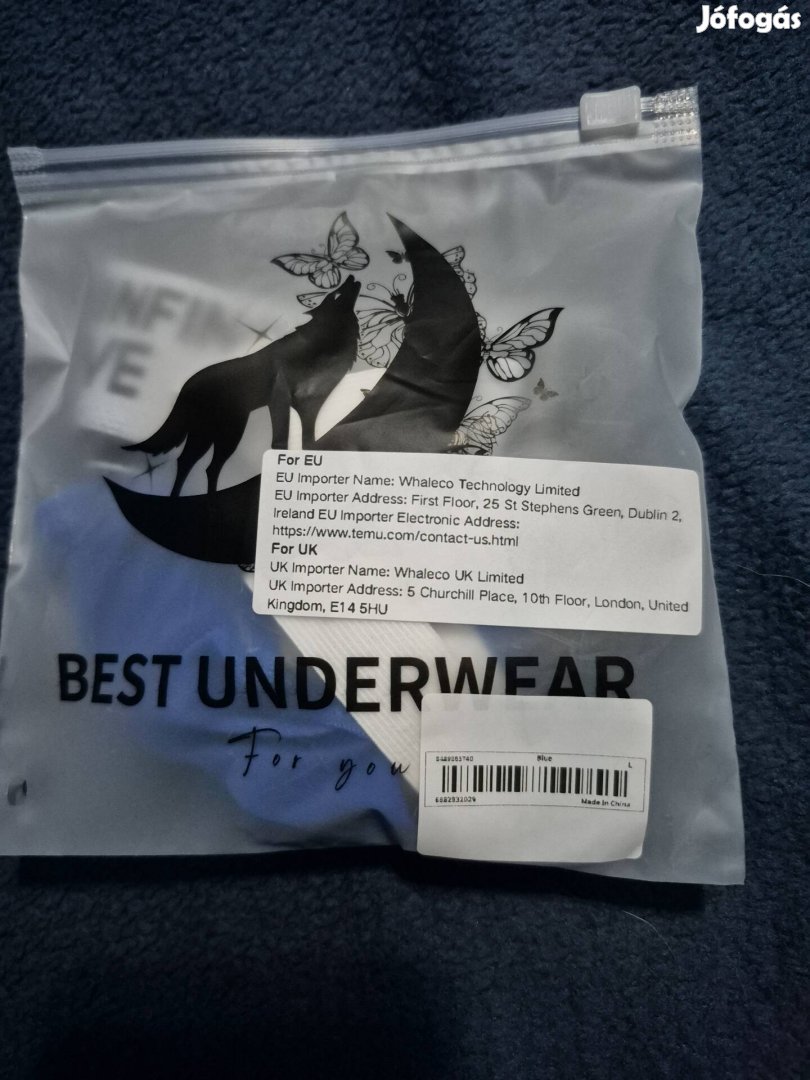 Jófogás
For EU
EU Importer Name: Whaleco Technology Limited
EU Importer Address: First Floor, 25 St Stephens Green, Dublin 2,
Ireland EU Importer Electronic Address:
https://www.temu.com/contact-us.html
For UK
UK Importer Name: Whaleco UK Limited
UK Importer Address: 5 Churchill Place, 10th Floor, London, United
Kingdom, E14 5HU
BEST UNDERWEAR
For you
Blue L
Made In China